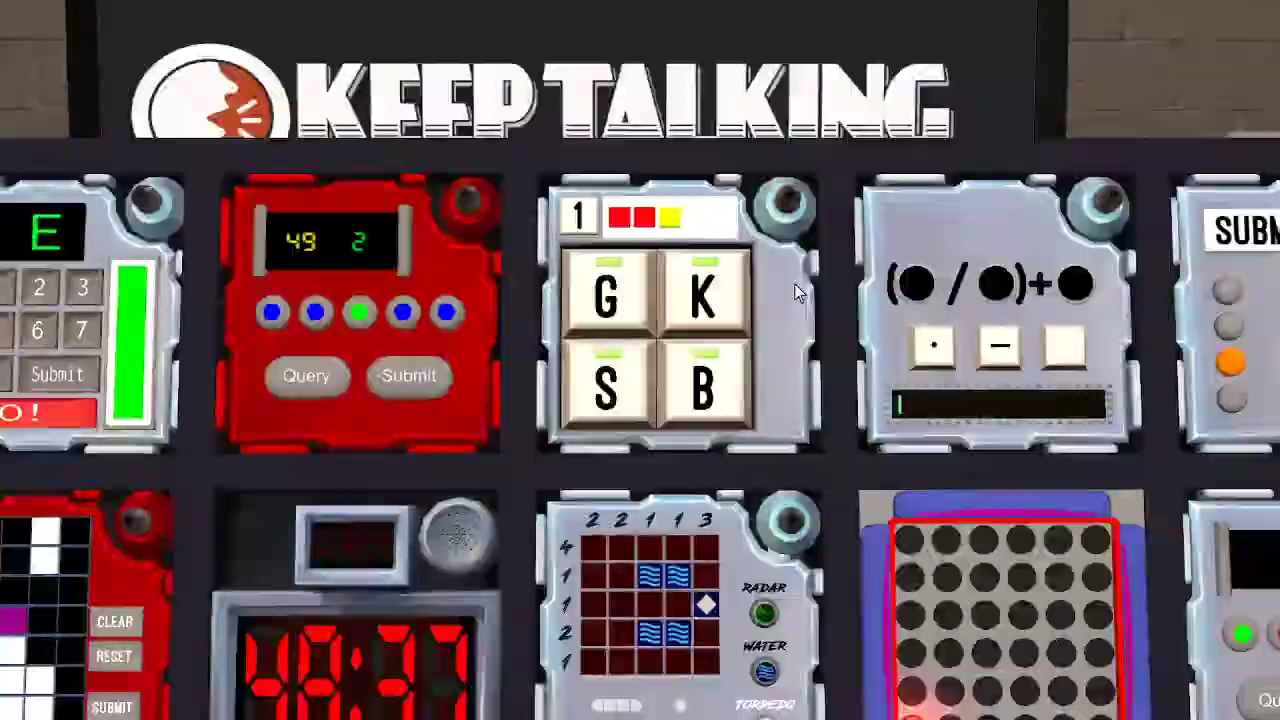 KEEP TALKING
E
49 2
1
SUBM
2 3
6 7
Submit
O!
Query Submit
G K
S B
( / )+
· −
2 2 1 1 3
4
1
1
2
1
RADAR
WATER
TORPEDO
CLEAR
RESET
SUBMIT
Qu